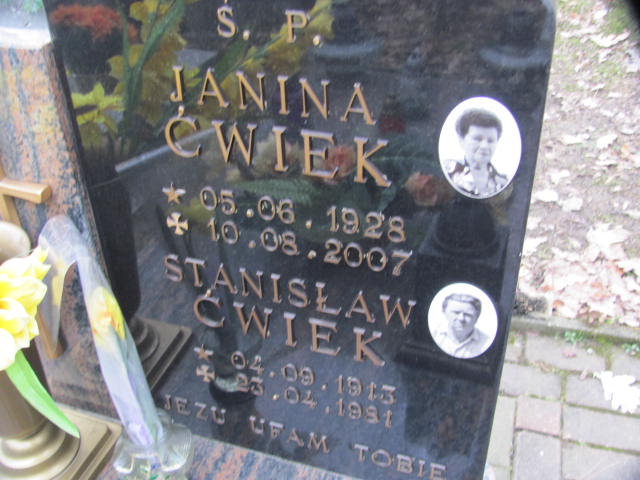 Ś. P.
JANINA
ĆWIEK
05.06.1928
10.08.2007
STANISŁAW
ĆWIEK
04.09.1913
23.04.1981
JEZU UFAM TOBIE